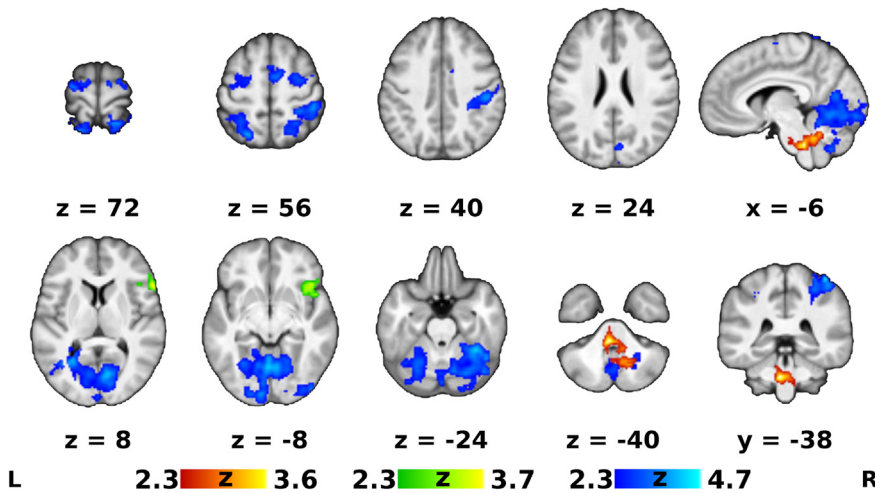 z = 72 z = 56 z = 40 z = 24 x = -6
z = 8 z = -8 z = -24 z = -40 y = -38
L 2.3 z 3.6 2.3 z 3.7 2.3 z 4.7 R